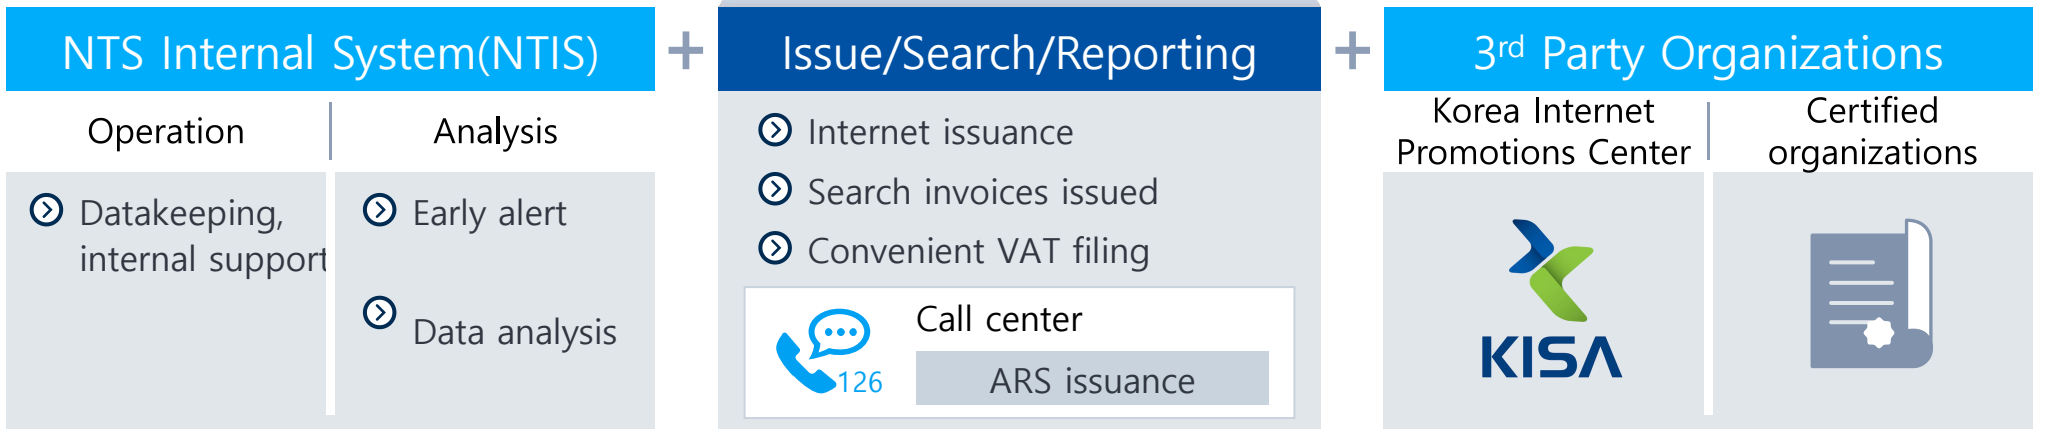 NTS Internal System(NTIS)
Operation
Analysis
Datakeeping,
internal support
Early alert
Data analysis
+
Issue/Search/Reporting
Internet issuance
Search invoices issued
Convenient VAT filing
126
Call center
ARS issuance
+
3rd Party Organizations
Korea Internet
Promotions Center
KISA
Certified
organizations